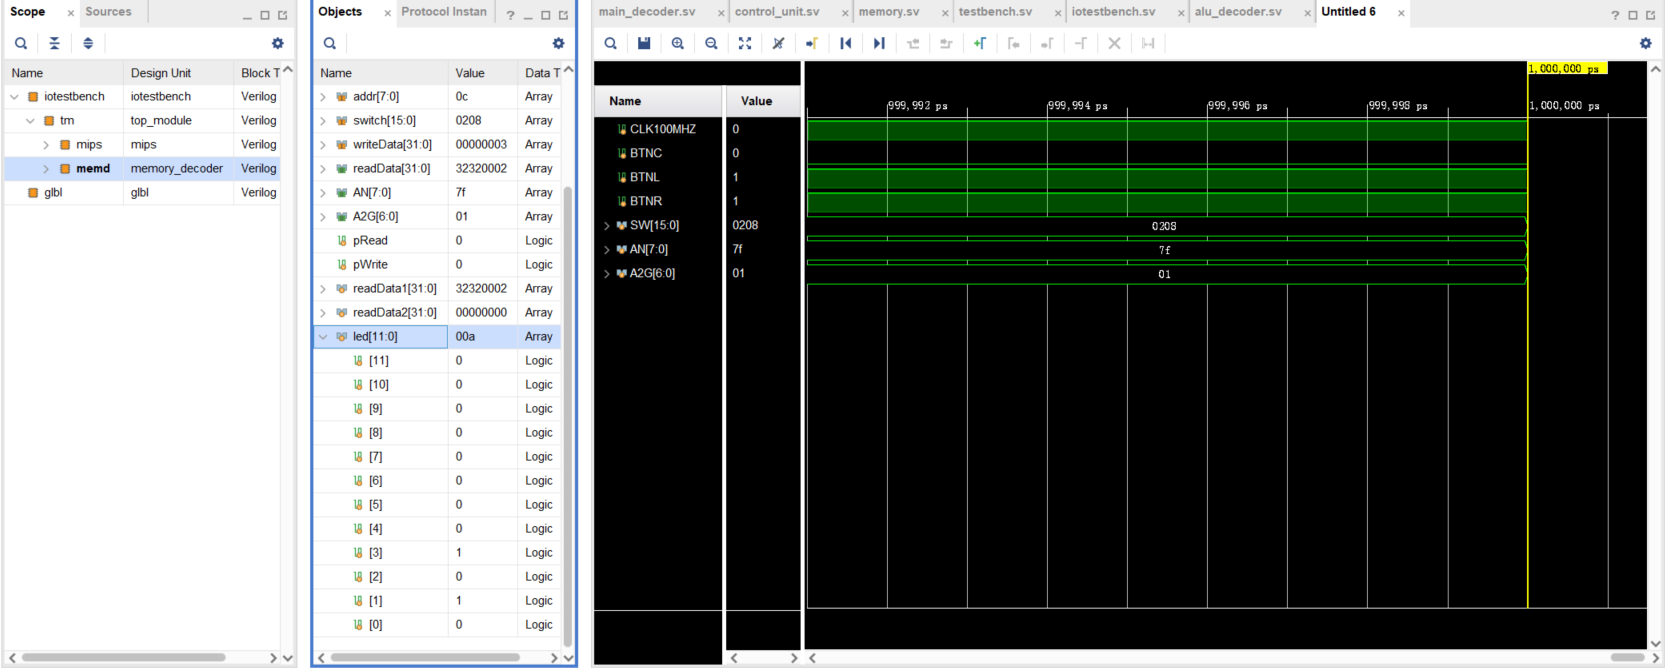 Scope × Sources
Name Design Unit Block T
iotestbench iotestbench Verilog
tm top_module Verilog
mips mips Verilog
memd memory_decoder Verilog
glbl glbl Verilog
Objects × Protocol Instan ?
Name Value Data T
addr[7:0] 0c Array
switch[15:0] 0208 Array
writeData[31:0] 00000003 Array
readData[31:0] 32320002 Array
AN[7:0] 7f Array
A2G[6:0] 01 Array
pRead 0 Logic
pWrite 0 Logic
readData1[31:0] 32320002 Array
readData2[31:0] 00000000 Array
led[11:0] 00a Array
[11] 0 Logic
[10] 0 Logic
[9] 0 Logic
[8] 0 Logic
[7] 0 Logic
[6] 0 Logic
[5] 0 Logic
[4] 0 Logic
[3] 1 Logic
[2] 0 Logic
[1] 1 Logic
[0] 0 Logic
main_decoder.sv × control_unit.sv × memory.sv × testbench.sv × iotestbench.sv × alu_decoder.sv × Untitled 6 × ?
1,000,000 ps
Name Value
999,992 ps 999,994 ps 999,996 ps 999,998 ps 1,000,000 ps
CLK100MHZ 0
BTNC 0
BTNL 1
BTNR 1
SW[15:0] 0208 0208
AN[7:0] 7f 7f
A2G[6:0] 01 01